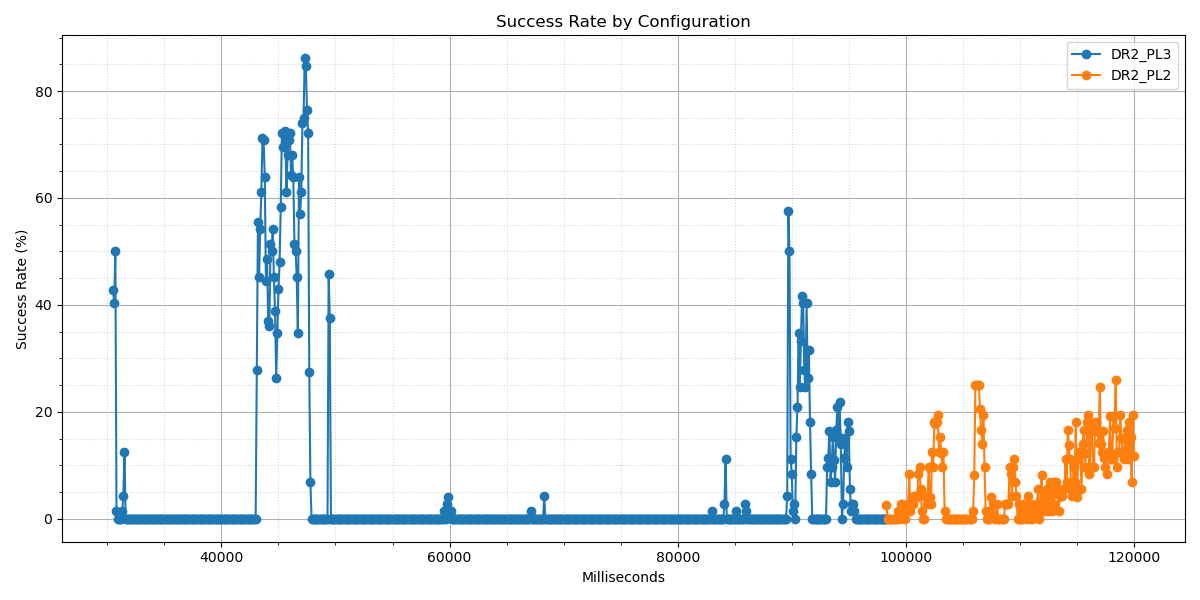 Success Rate by Configuration
DR2_PL3
DR2_PL2
Success Rate (%)
80
60
40
20
0
40000
60000
80000
100000
120000
Milliseconds